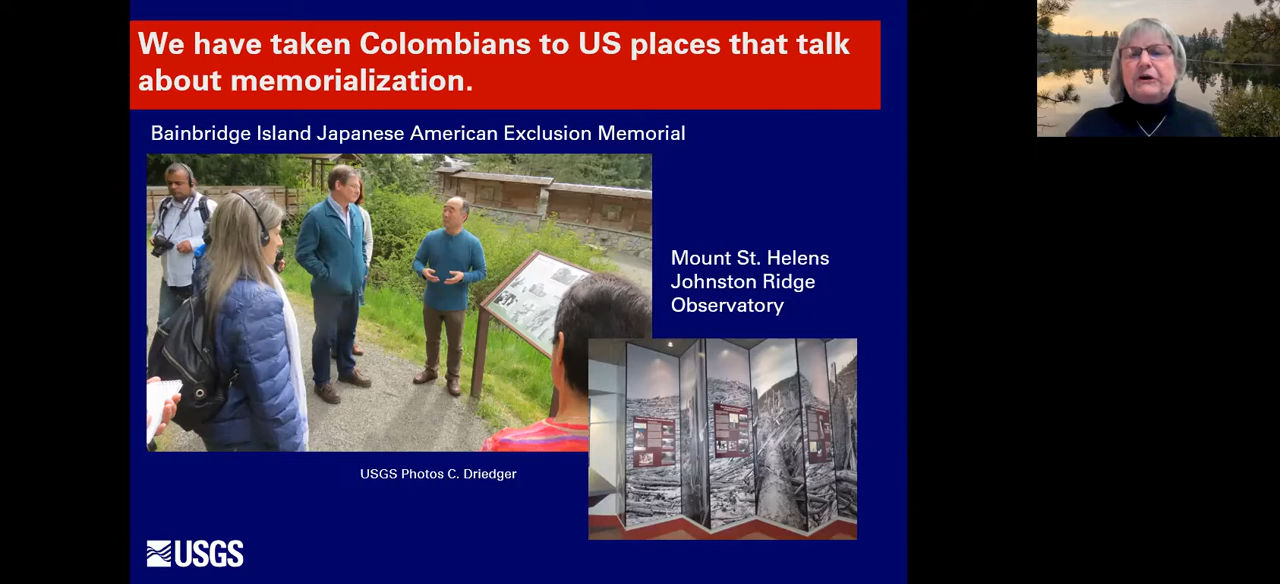 We have taken Colombians to US places that talk
about memorialization.
Bainbridge Island Japanese American Exclusion Memorial
Mount St. Helens
Johnston Ridge
Observatory
USGS Photos C. Driedger
USGS